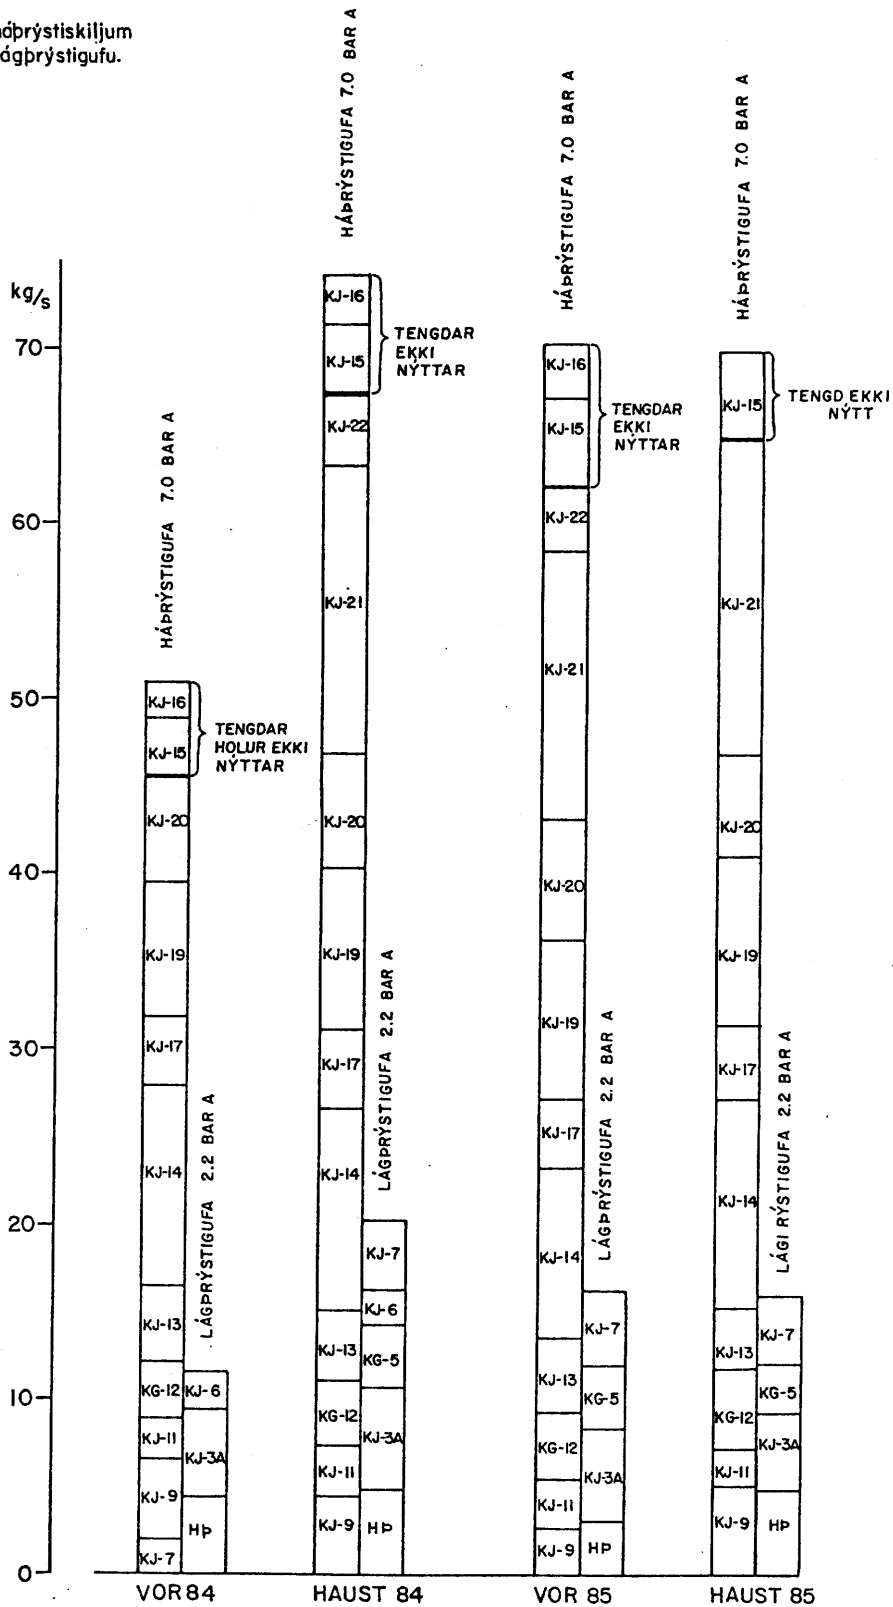 háþrýstiskiljum
lágþrýstigufu.
kg/s
70
60
50
40
30
20
10
0
HÁÞRÝSTIGUFA 7.0 BAR A
KJ-16
KJ-15
TENGDAR
HOLUR EKKI
NÝTTAR
KJ-20
KJ-19
KJ-17
KJ-14
KJ-13
KG-12
KJ-11
KJ-9
KJ-7
LÁGÞRÝSTIGUFA 2.2 BAR A
KJ-6
KJ-3A
HÞ
VOR 84
HÁÞRÝSTIGUFA 7.0 BAR A
KJ-16
KJ-15
TENGDAR
EKKI
NÝTTAR
KJ-22
KJ-21
KJ-20
KJ-19
KJ-17
KJ-14
KJ-13
KG-12
KJ-11
KJ-9
LÁGÞRÝSTIGUFA 2.2 BAR A
KJ-7
KJ-6
KG-5
KJ-3A
HÞ
HAUST 84
HÁÞRÝSTIGUFA 7.0 BAR A
KJ-16
KJ-15
TENGDAR
EKKI
NÝTTAR
KJ-22
KJ-21
KJ-20
KJ-19
KJ-17
KJ-14
KJ-13
KG-12
KJ-11
KJ-9
LÁGÞRÝSTIGUFA 2.2 BAR A
KJ-7
KG-5
KJ-3A
HÞ
VOR 85
HÁÞRÝSTIGUFA 7.0 BAR A
KJ-15
TENGD EKKI
NÝTT
KJ-21
KJ-20
KJ-19
KJ-17
KJ-14
KJ-13
KG-12
KJ-11
KJ-9
LÁGÞRÝSTIGUFA 2.2 BAR A
KJ-7
KG-5
KJ-3A
HÞ
HAUST 85